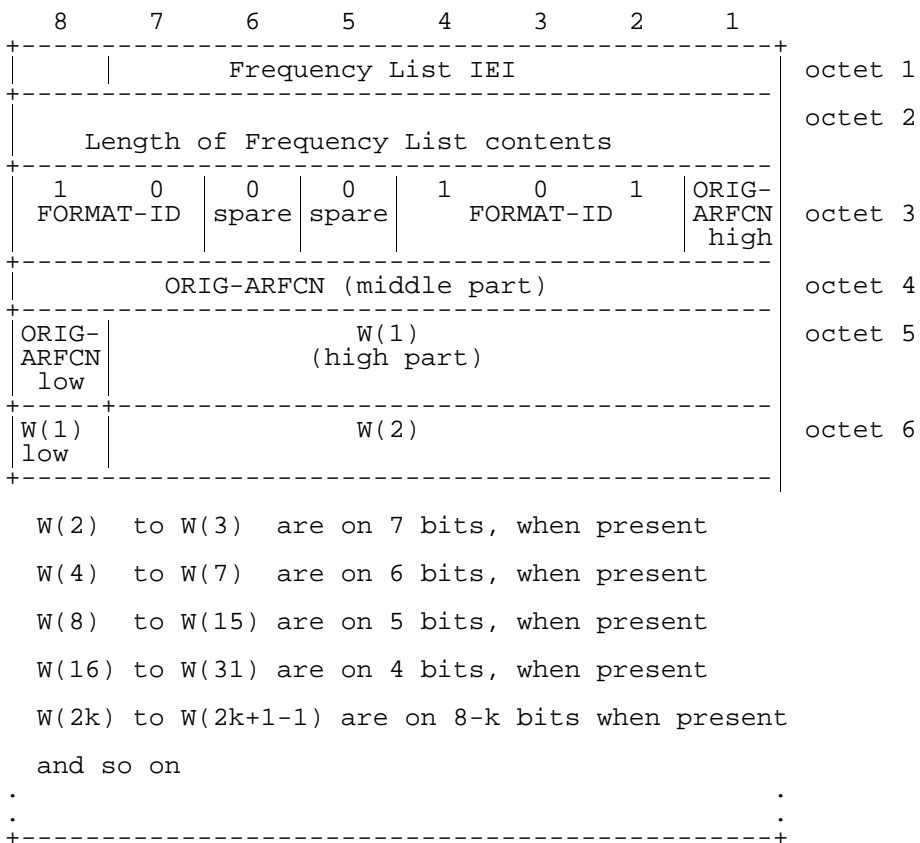 8 7 6 5 4 3 2 1
Frequency List IEI octet 1
octet 2
Length of Frequency List contents
1 0 0 0 1 0 1 ORIG-
FORMAT-ID spare spare FORMAT-ID ARFCN octet 3
high
ORIG-ARFCN (middle part) octet 4
ORIG- W(1) octet 5
ARFCN (high part)
low
W(1) W(2) octet 6
low
W(2) to W(3) are on 7 bits, when present
W(4) to W(7) are on 6 bits, when present
W(8) to W(15) are on 5 bits, when present
W(16) to W(31) are on 4 bits, when present
W(2k) to W(2k+1-1) are on 8-k bits when present
and so on
. .
. .